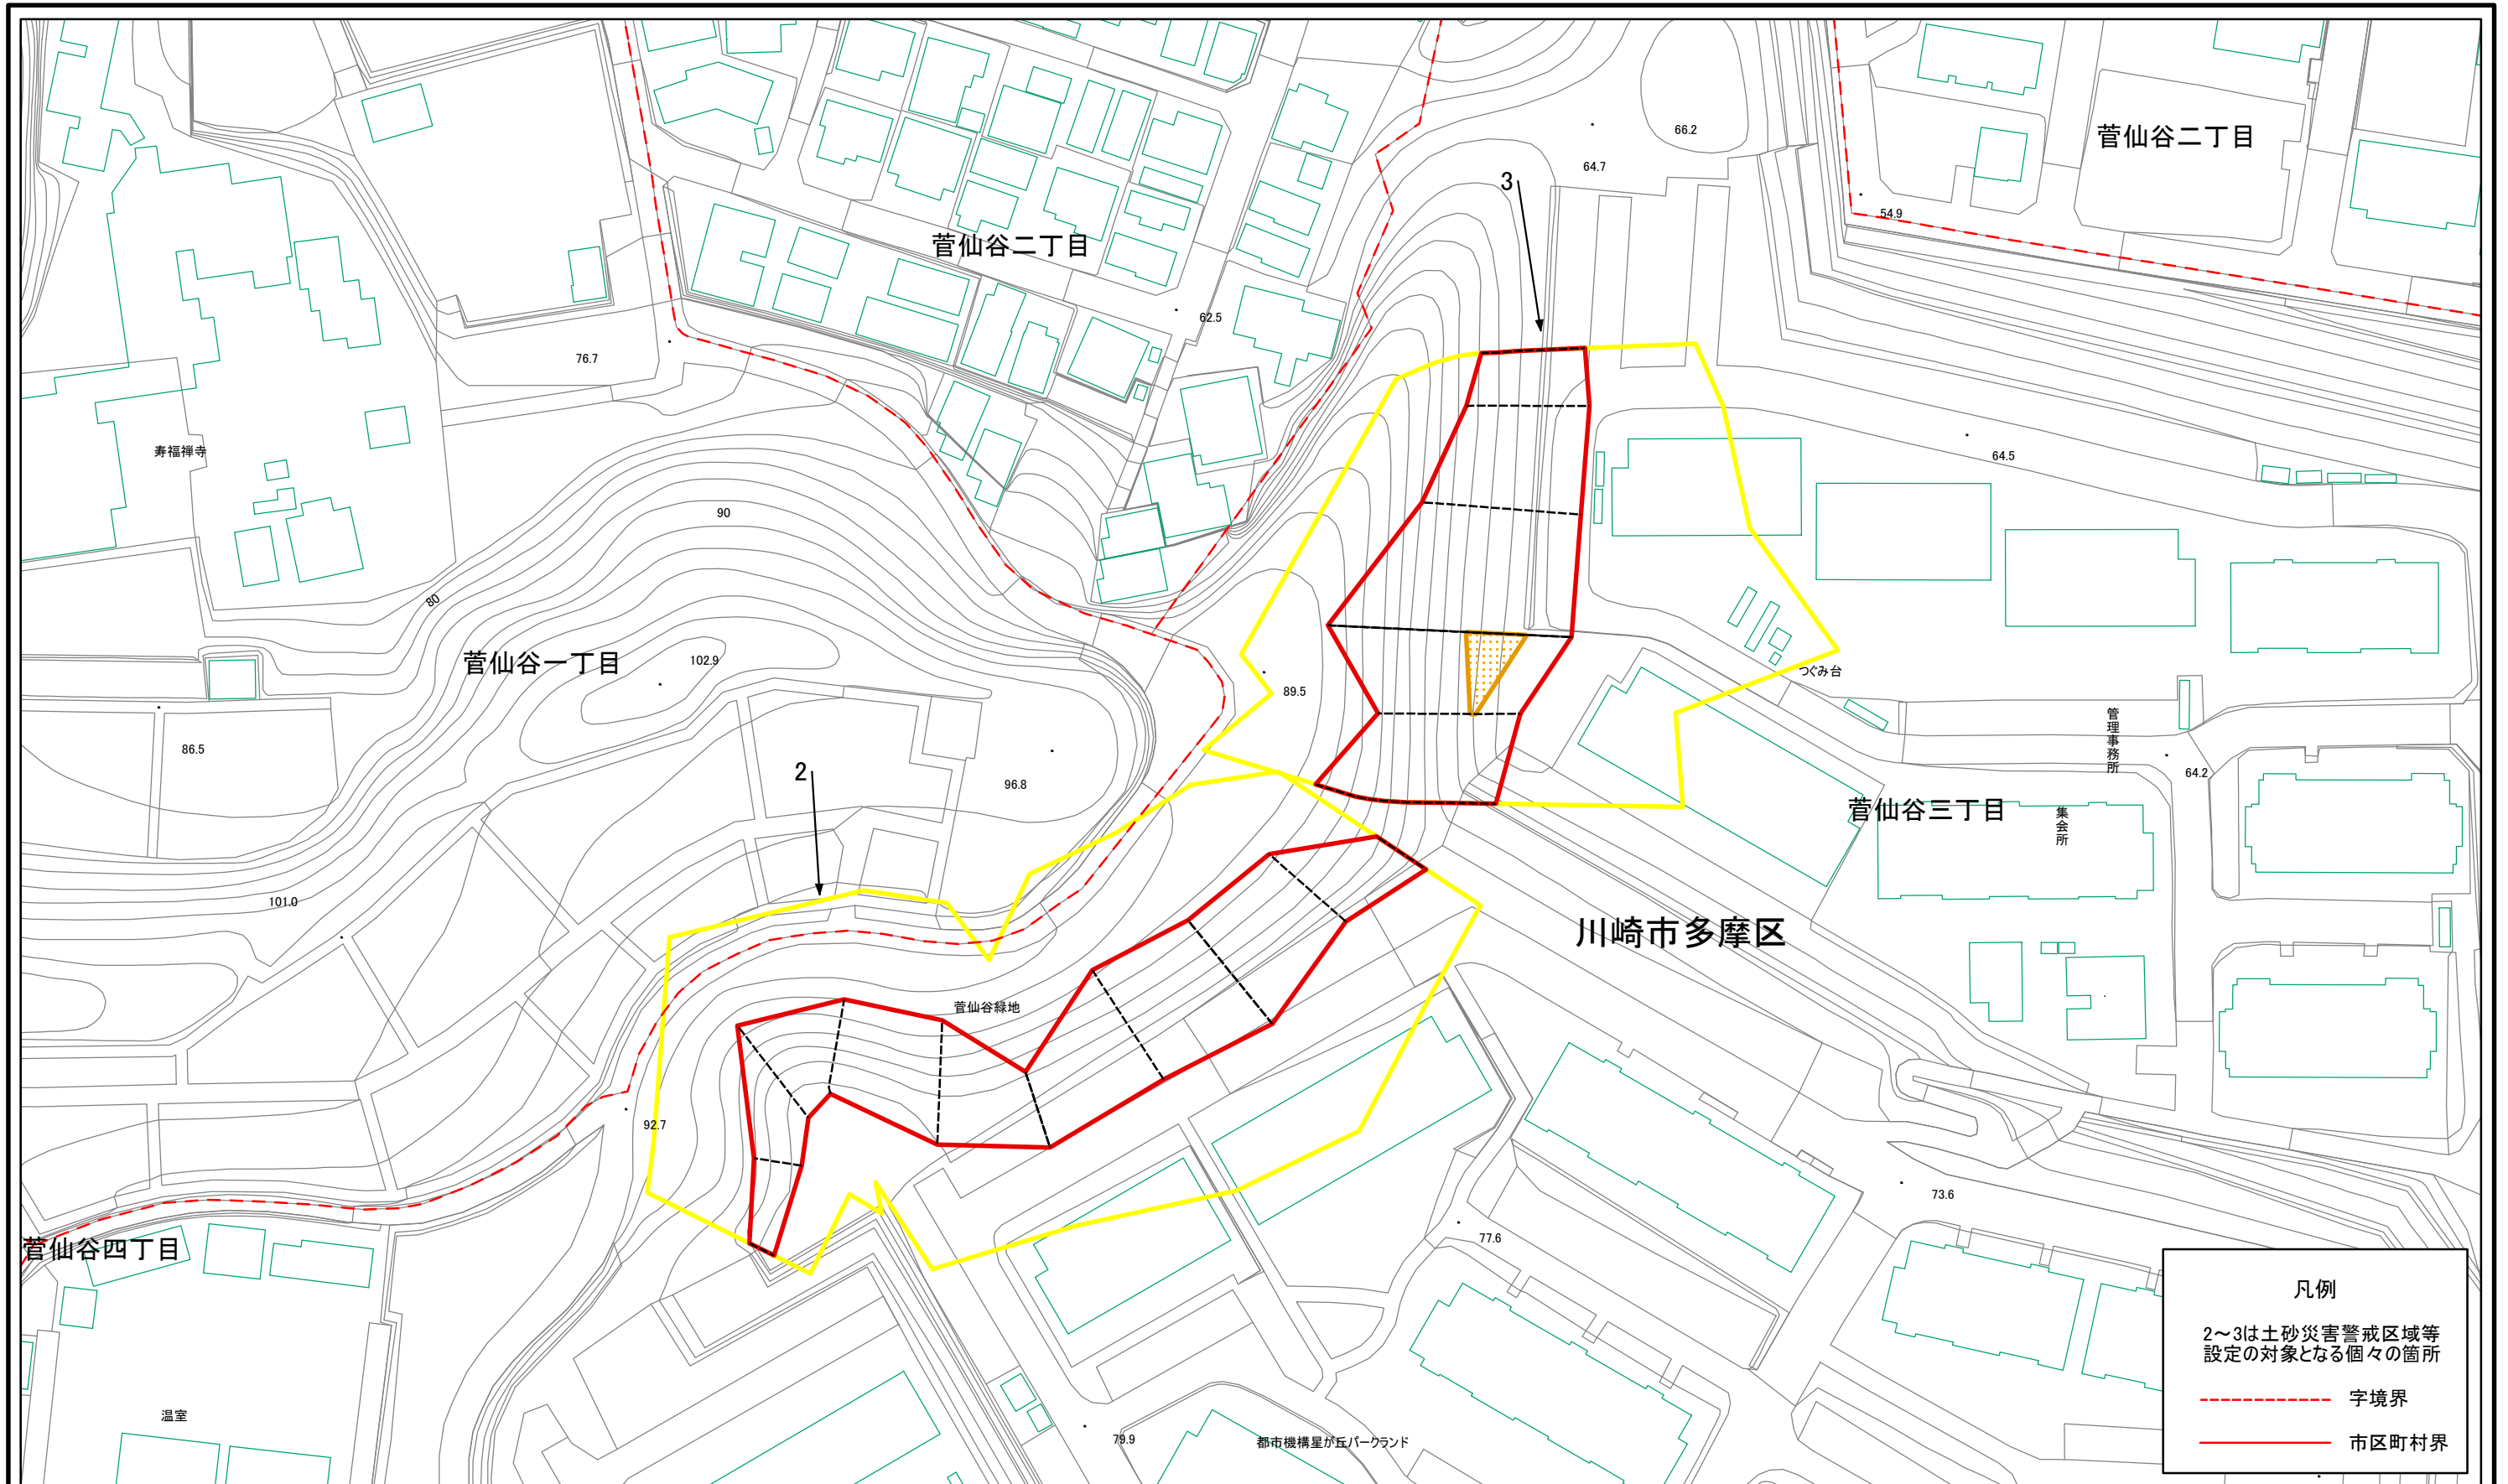 66.2
菅仙谷二丁目
64.7
3
54.9
菅仙谷二丁目
62.5
76.7
寿福禅寺
64.5
90
80
菅仙谷一丁目
102.9
つぐみ台
89.5
管理事務所
86.5
2
64.2
96.8
菅仙谷三丁目
集会所
101.0
川崎市多摩区
菅仙谷緑地
92.7
73.6
77.6
菅仙谷四丁目
凡例
2～3は土砂災害警戒区域等
設定の対象となる個々の箇所
字境界
市区町村界
温室
79.9
都市機構星が丘パークランド